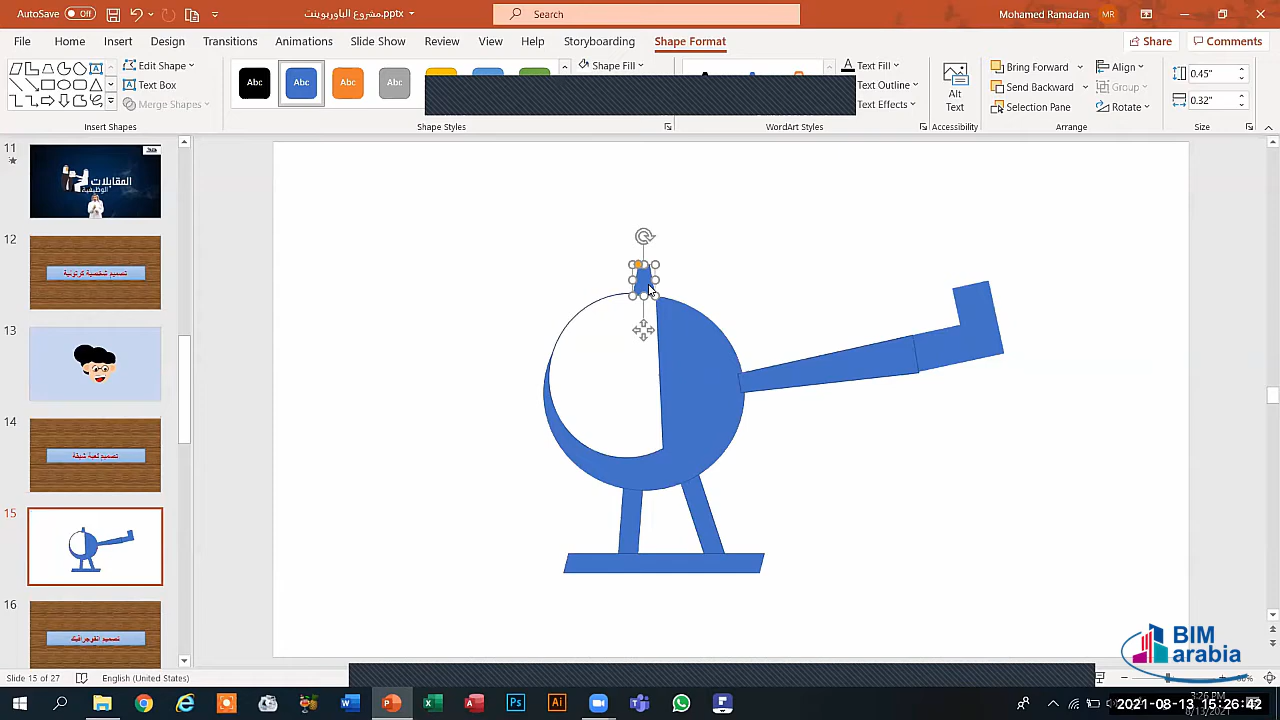 AutoSave Off
مشروع الباوربوينت.pptx
Search
Mohamed Ramadan MR
File Home Insert Design Transitions Animations Slide Show Review View Help Storyboarding Shape Format
Share Comments
Edit Shape
Text Box
Merge Shapes
Insert Shapes
Abc Abc Abc Abc
Shape Fill
Shape Styles
Text Fill
Text Outline
Text Effects
WordArt Styles
Alt Text
Accessibility
Bring Forward
Send Backward
Selection Pane
Align
Group
Rotate
Arrange
0.45"
0.32"
Size
11
المقابلات
الوظيفية
12
تصميم شخصية كرتونية
13
14
تصميم لعبة شيقة
15
16
تصميم انفوجرافيك
BIM
arabia
Slide 15 of 27 English (United States)
3:26 PM
2021-08-13 15:26:42